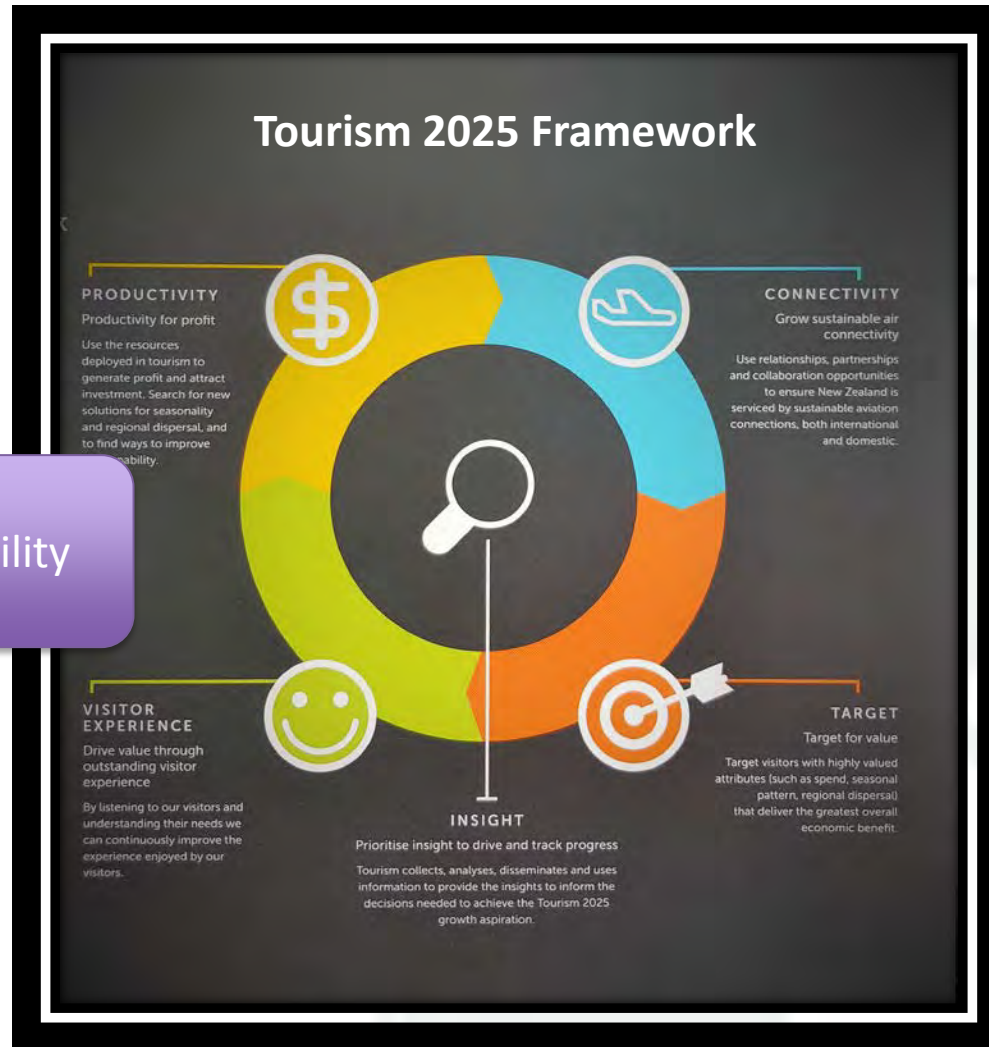 Tourism 2025 Framework
PRODUCTIVITY
Productivity for profit
Use the resources
deployed in tourism to
generate profit and attract
investment. Search for new
solutions for seasonality
and regional dispersal, and
to find ways to improve
ability.
ility
CONNECTIVITY
Grow sustainable air
connectivity
Use relationships, partnerships
and collaboration opportunities
to ensure New Zealand is
serviced by sustainable aviation
connections, both international
and domestic.
VISITOR
EXPERIENCE
Drive value through
outstanding visitor
experience
By listening to our visitors and
understanding their needs we
can continuously improve the
experience enjoyed by our
visitors.
TARGET
Target for value
Target visitors with highly valued
attributes (such as spend, seasonal
pattern, regional dispersal)
that deliver the greatest overall
economic benefit.
INSIGHT
Prioritise insight to drive and track progress
Tourism collects, analyses, disseminates and uses
information to provide the insights to inform the
decisions needed to achieve the Tourism 2025
growth aspiration.